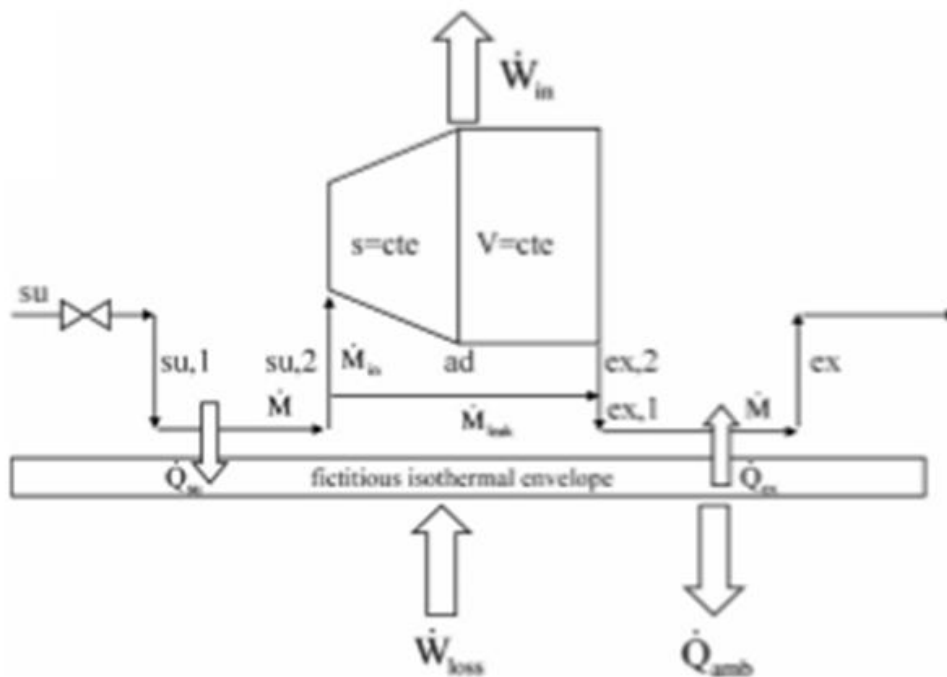 Ẇin
s=cte V=cte
su
su,1 su,2 Ṁin ad ex,2 ex
Ṁ Ṁleak ex,1 Ṁ
Q̇su fictitious isothermal envelope Q̇ex
Ẇloss Q̇amb